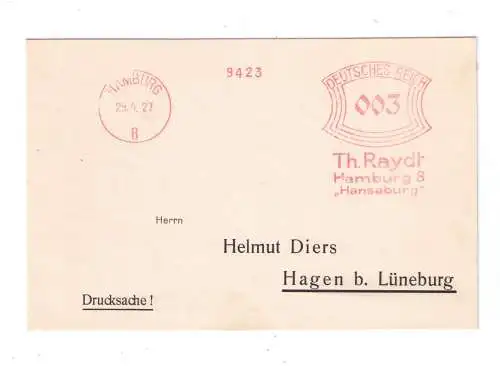 HAMBURG
25.4.27
8
9423
DEUTSCHES REICH
003
Th. Raydt
Hamburg 8
„Hansaburg"
Herrn
Helmut Diers
Hagen b. Lüneburg
Drucksache!